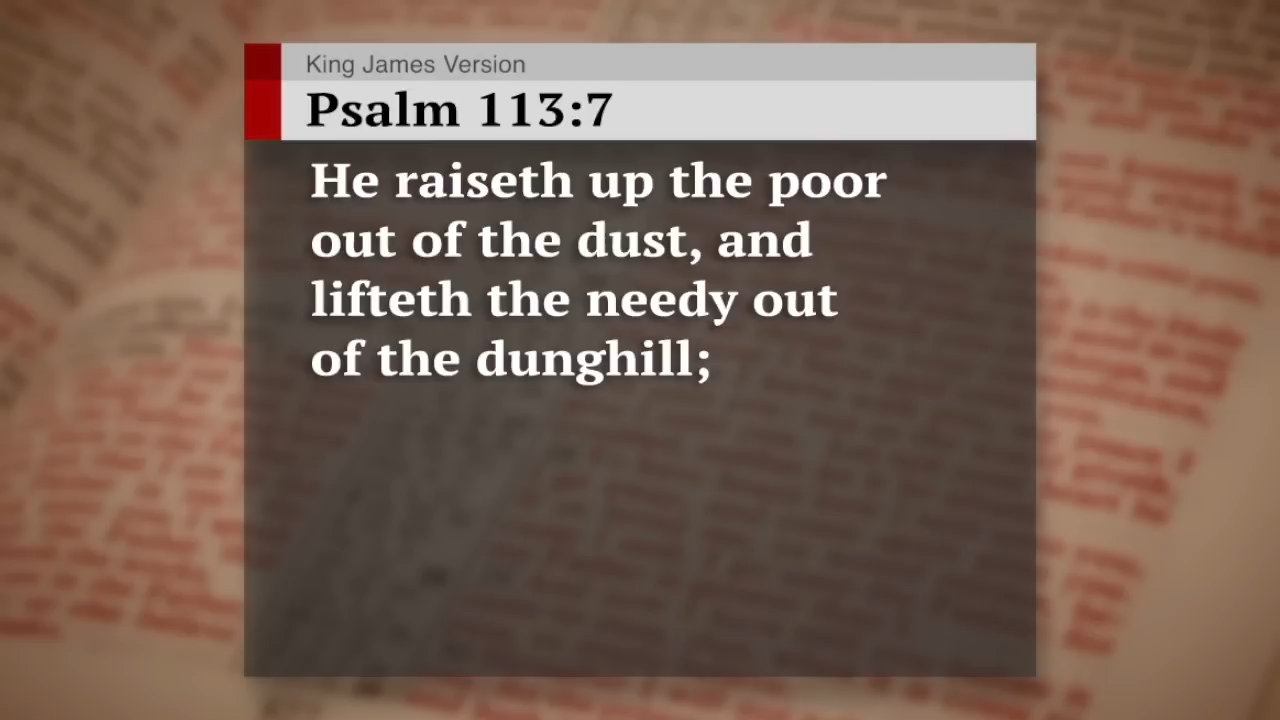 King James Version
Psalm 113:7
He raiseth up the poor
out of the dust, and
lifteth the needy out
of the dunghill;